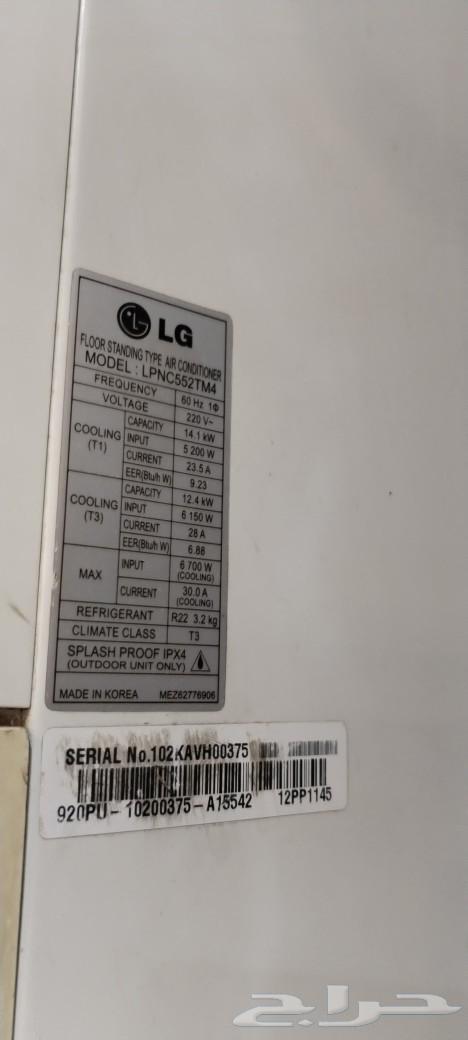 LG
FLOOR STANDING TYPE AIR CONDITIONER
MODEL : LPNC552TM4
FREQUENCY 60 Hz 1Φ
VOLTAGE 220 V~
COOLING (T1) CAPACITY 14.1 kW
INPUT 5 200 W
CURRENT 23.5 A
EER(Btu/h W) 9.23
COOLING (T3) CAPACITY 12.4 kW
INPUT 6 150 W
CURRENT 28 A
EER(Btu/h W) 6.88
MAX INPUT 6 700 W (COOLING)
CURRENT 30.0 A (COOLING)
REFRIGERANT R22 3.2 kg
CLIMATE CLASS T3
SPLASH PROOF IPX4
(OUTDOOR UNIT ONLY)
MADE IN KOREA MEZ62776906
SERIAL No.102KAVH00375
920PU-10200375-A15542 12PP1145
حراج